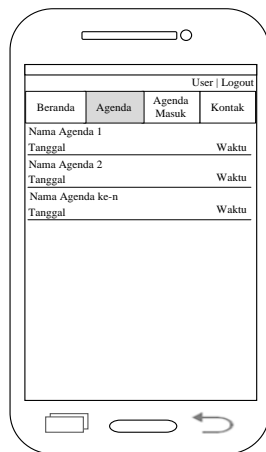 User | Logout
Beranda Agenda Agenda Masuk Kontak
Nama Agenda 1
Tanggal Waktu
Nama Agenda 2
Tanggal Waktu
Nama Agenda ke-n
Tanggal Waktu